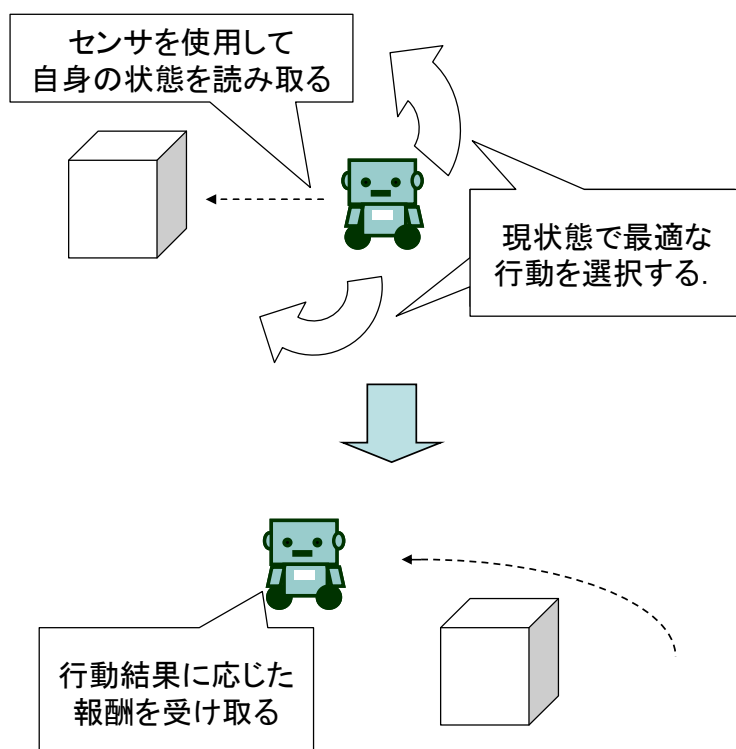 センサを使用して
自身の状態を読み取る
現状態で最適な
行動を選択する.
行動結果に応じた
報酬を受け取る